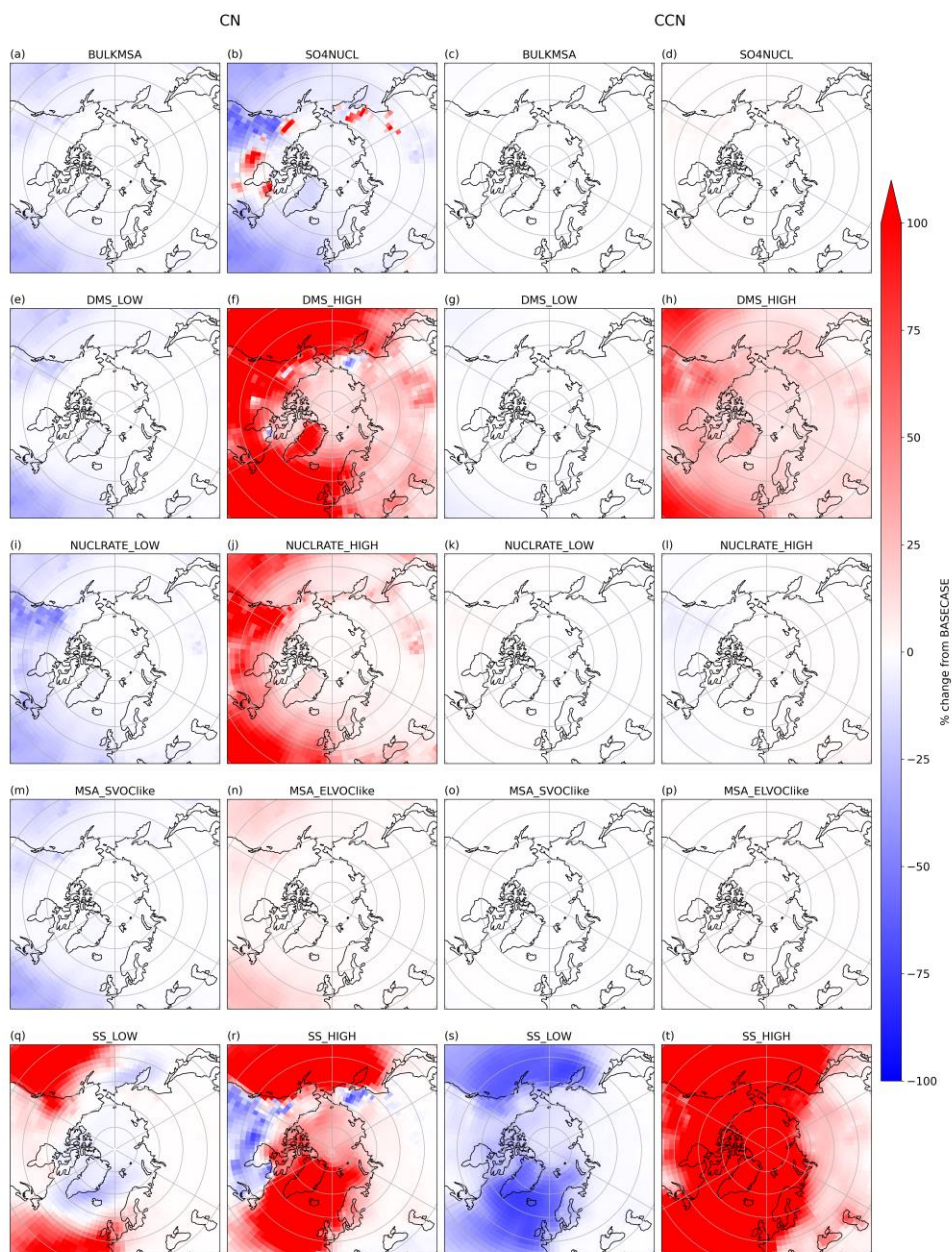 CN CCN
(a) BULKMSA (b) SO4NUCL (c) BULKMSA (d) SO4NUCL
(e) DMS_LOW (f) DMS_HIGH (g) DMS_LOW (h) DMS_HIGH
(i) NUCLRATE_LOW (j) NUCLRATE_HIGH (k) NUCLRATE_LOW (l) NUCLRATE_HIGH
(m) MSA_SVOClike (n) MSA_ELVOClike (o) MSA_SVOClike (p) MSA_ELVOClike
(q) SS_LOW (r) SS_HIGH (s) SS_LOW (t) SS_HIGH
100
75
50
25
0
−25
−50
−75
−100
% change from BASECASE